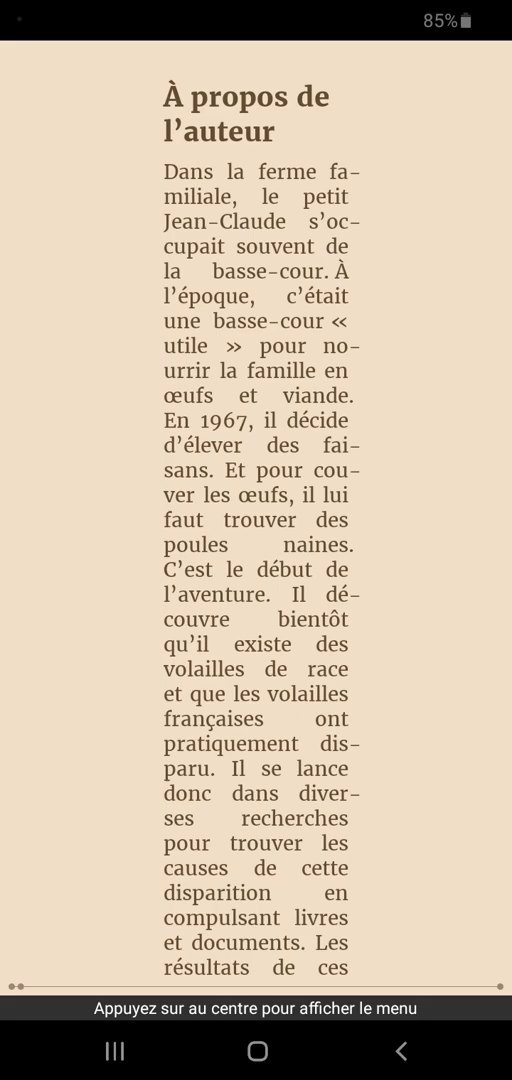 85%
À propos de
l’auteur
Dans la ferme fa-
miliale, le petit
Jean-Claude s’oc-
cupait souvent de
la basse-cour. À
l’époque, c’était
une basse-cour «
utile » pour no-
urrir la famille en
œufs et viande.
En 1967, il décide
d’élever des fai-
sans. Et pour cou-
ver les œufs, il lui
faut trouver des
poules naines.
C’est le début de
l’aventure. Il dé-
couvre bientôt
qu’il existe des
volailles de race
et que les volailles
françaises ont
pratiquement dis-
paru. Il se lance
donc dans diver-
ses recherches
pour trouver les
causes de cette
disparition en
compulsant livres
et documents. Les
résultats de ces
Appuyez sur au centre pour afficher le menu